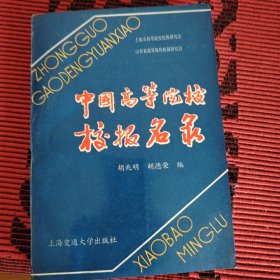 上海市高等院校校报研究会
山东省高等院校校报研究会
ZHONGGUO
GAODENGYUANXIAO
中国高等院校
校报名录
胡兆明 胡德荣 编
XIAOBAO
MINGLU
上海交通大学出版社